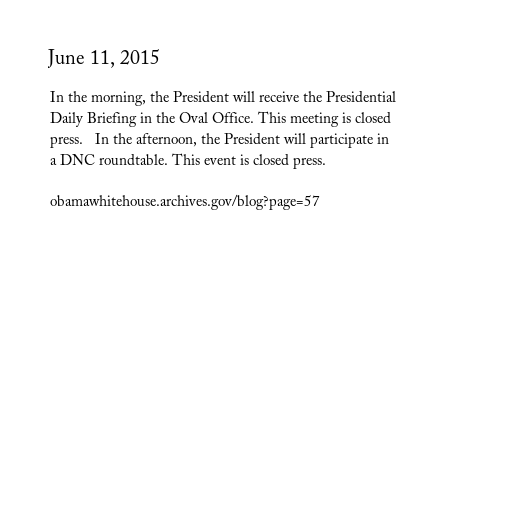 June 11, 2015
In the morning, the President will receive the Presidential
Daily Briefing in the Oval Office. This meeting is closed
press.   In the afternoon, the President will participate in
a DNC roundtable. This event is closed press.
obamawhitehouse.archives.gov/blog?page=57